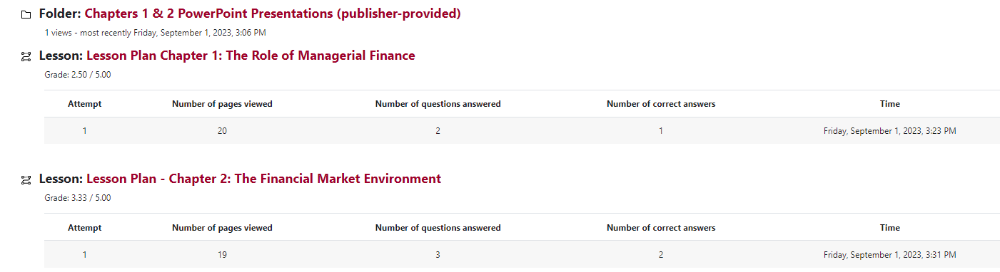 Folder: Chapters 1 & 2 PowerPoint Presentations (publisher-provided)
1 views - most recently Friday, September 1, 2023, 3:06 PM
Lesson: Lesson Plan Chapter 1: The Role of Managerial Finance
Grade: 2.50 / 5.00
Attempt Number of pages viewed Number of questions answered Number of correct answers Time
1 20 2 1 Friday, September 1, 2023, 3:23 PM
Lesson: Lesson Plan - Chapter 2: The Financial Market Environment
Grade: 3.33 / 5.00
Attempt Number of pages viewed Number of questions answered Number of correct answers Time
1 19 3 2 Friday, September 1, 2023, 3:31 PM